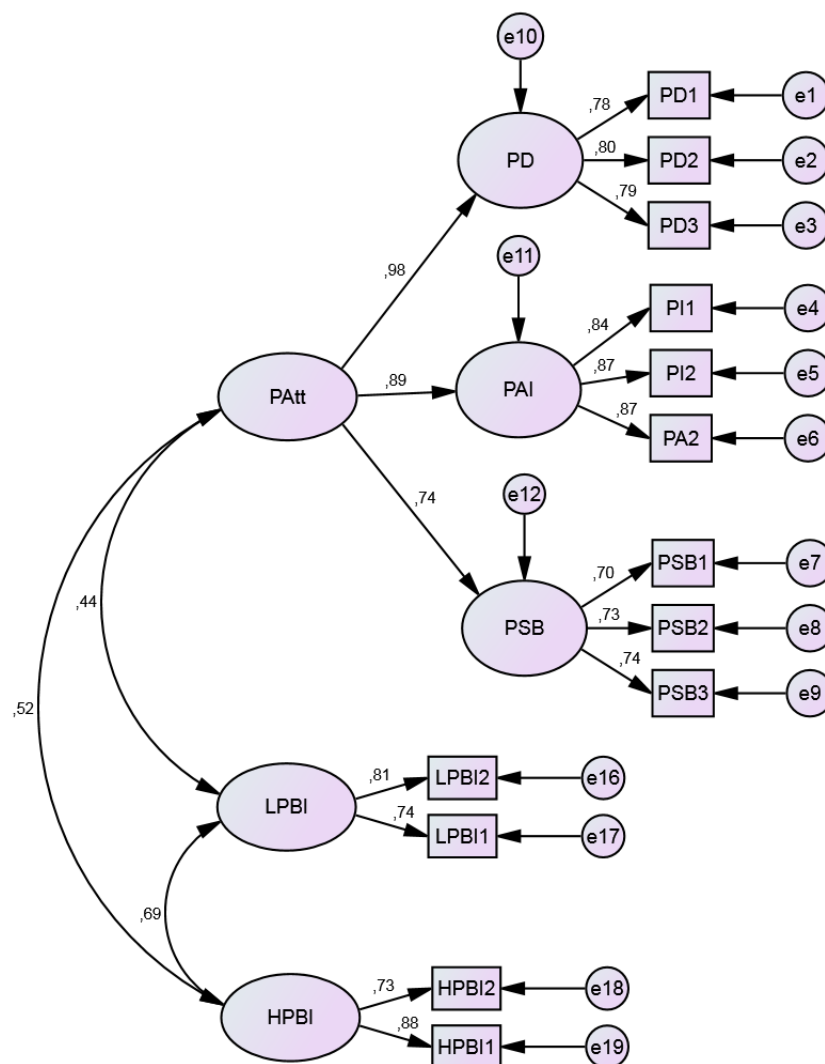 e10
,78
PD1
e1
PD
,80
PD2
e2
,79
PD3
e3
,98
e11
,84
PI1
e4
PAtt
,89
PAI
,87
PI2
e5
,87
PA2
e6
,74
e12
,70
PSB1
e7
,44
PSB
,73
PSB2
e8
,74
PSB3
e9
,52
LPBI
,81
LPBI2
e16
,74
LPBI1
e17
,69
HPBI
,73
HPBI2
e18
,88
HPBI1
e19